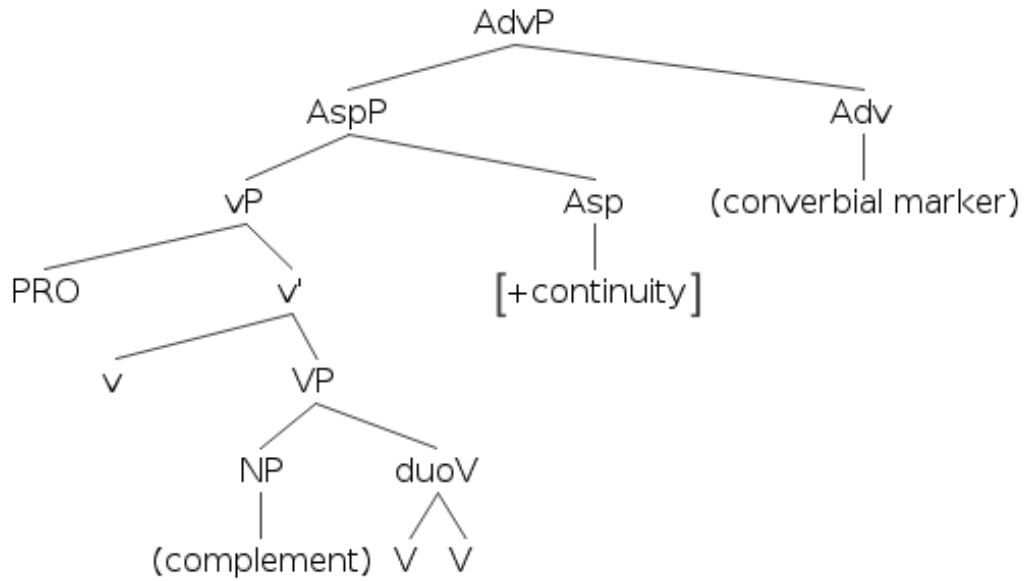 AdvP
AspP Adv
vP Asp (converbial marker)
PRO v' [+continuity]
v VP
NP duoV
(complement) V V